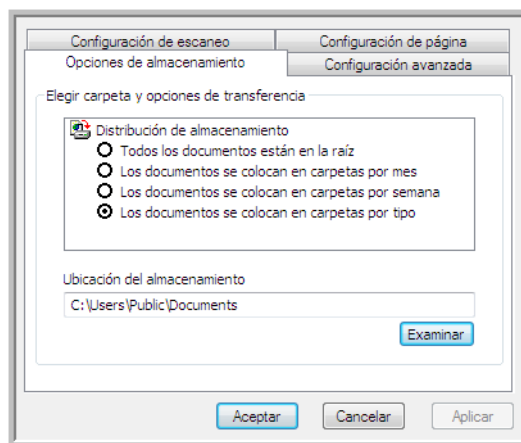 Configuración de escaneo
Configuración de página
Opciones de almacenamiento
Configuración avanzada
Elegir carpeta y opciones de transferencia
Distribución de almacenamiento
Todos los documentos están en la raíz
Los documentos se colocan en carpetas por mes
Los documentos se colocan en carpetas por semana
Los documentos se colocan en carpetas por tipo
Ubicación del almacenamiento
C:\Users\Public\Documents
Examinar
Aceptar
Cancelar
Aplicar